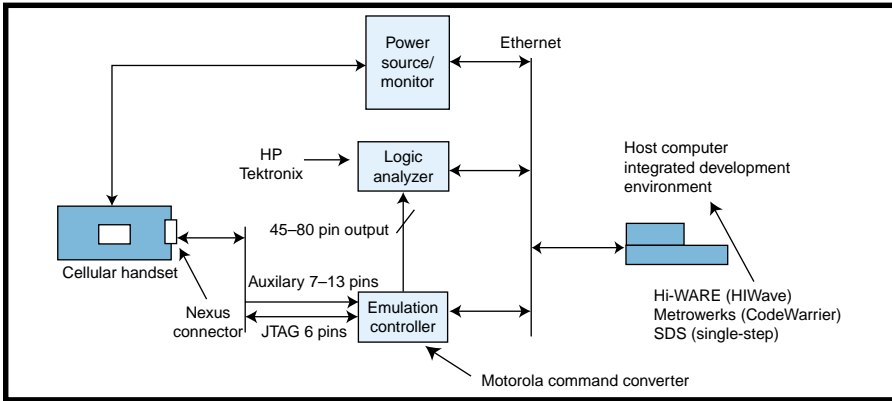 Power
source/
monitor
Ethernet
HP
Tektronix
Logic
analyzer
Host computer
integrated development
environment
45–80 pin output
Cellular handset
Auxilary 7–13 pins
Nexus
connector
JTAG 6 pins
Emulation
controller
Hi-WARE (HIWave)
Metrowerks (CodeWarrier)
SDS (single-step)
Motorola command converter